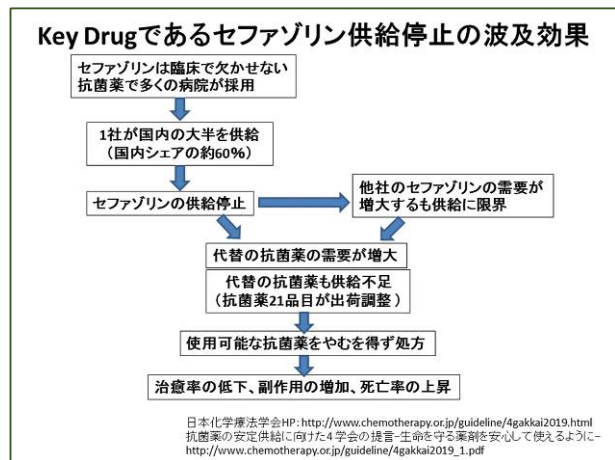 Key Drugであるセファゾリン供給停止の波及効果
セファゾリンは臨床で欠かせない
抗菌薬で多くの病院が採用
1社が国内の大半を供給
（国内シェアの約60%）
セファゾリンの供給停止
他社のセファゾリンの需要が
増大するも供給に限界
代替の抗菌薬の需要が増大
代替の抗菌薬も供給不足
（抗菌薬21品目が出荷調整）
使用可能な抗菌薬をやむを得ず処方
治癒率の低下、副作用の増加、死亡率の上昇
日本化学療法学会HP：http://www.chemotherapy.or.jp/guideline/4gakkai2019.html
抗菌薬の安定供給に向けた4学会の提言-生命を守る薬剤を安心して使えるように-
http://www.chemotherapy.or.jp/guideline/4gakkai2019_1.pdf